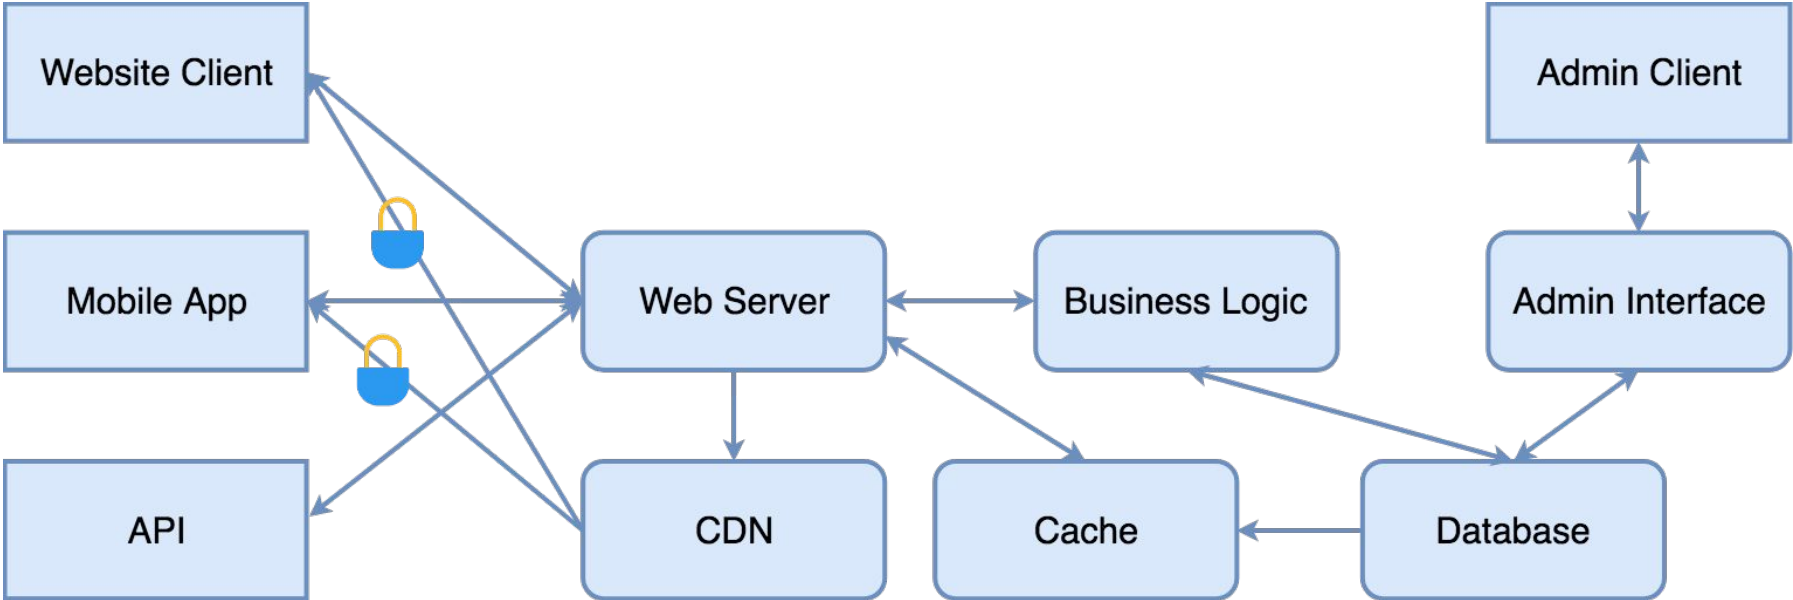 Website Client
Admin Client
Mobile App
Web Server
Business Logic
Admin Interface
API
CDN
Cache
Database